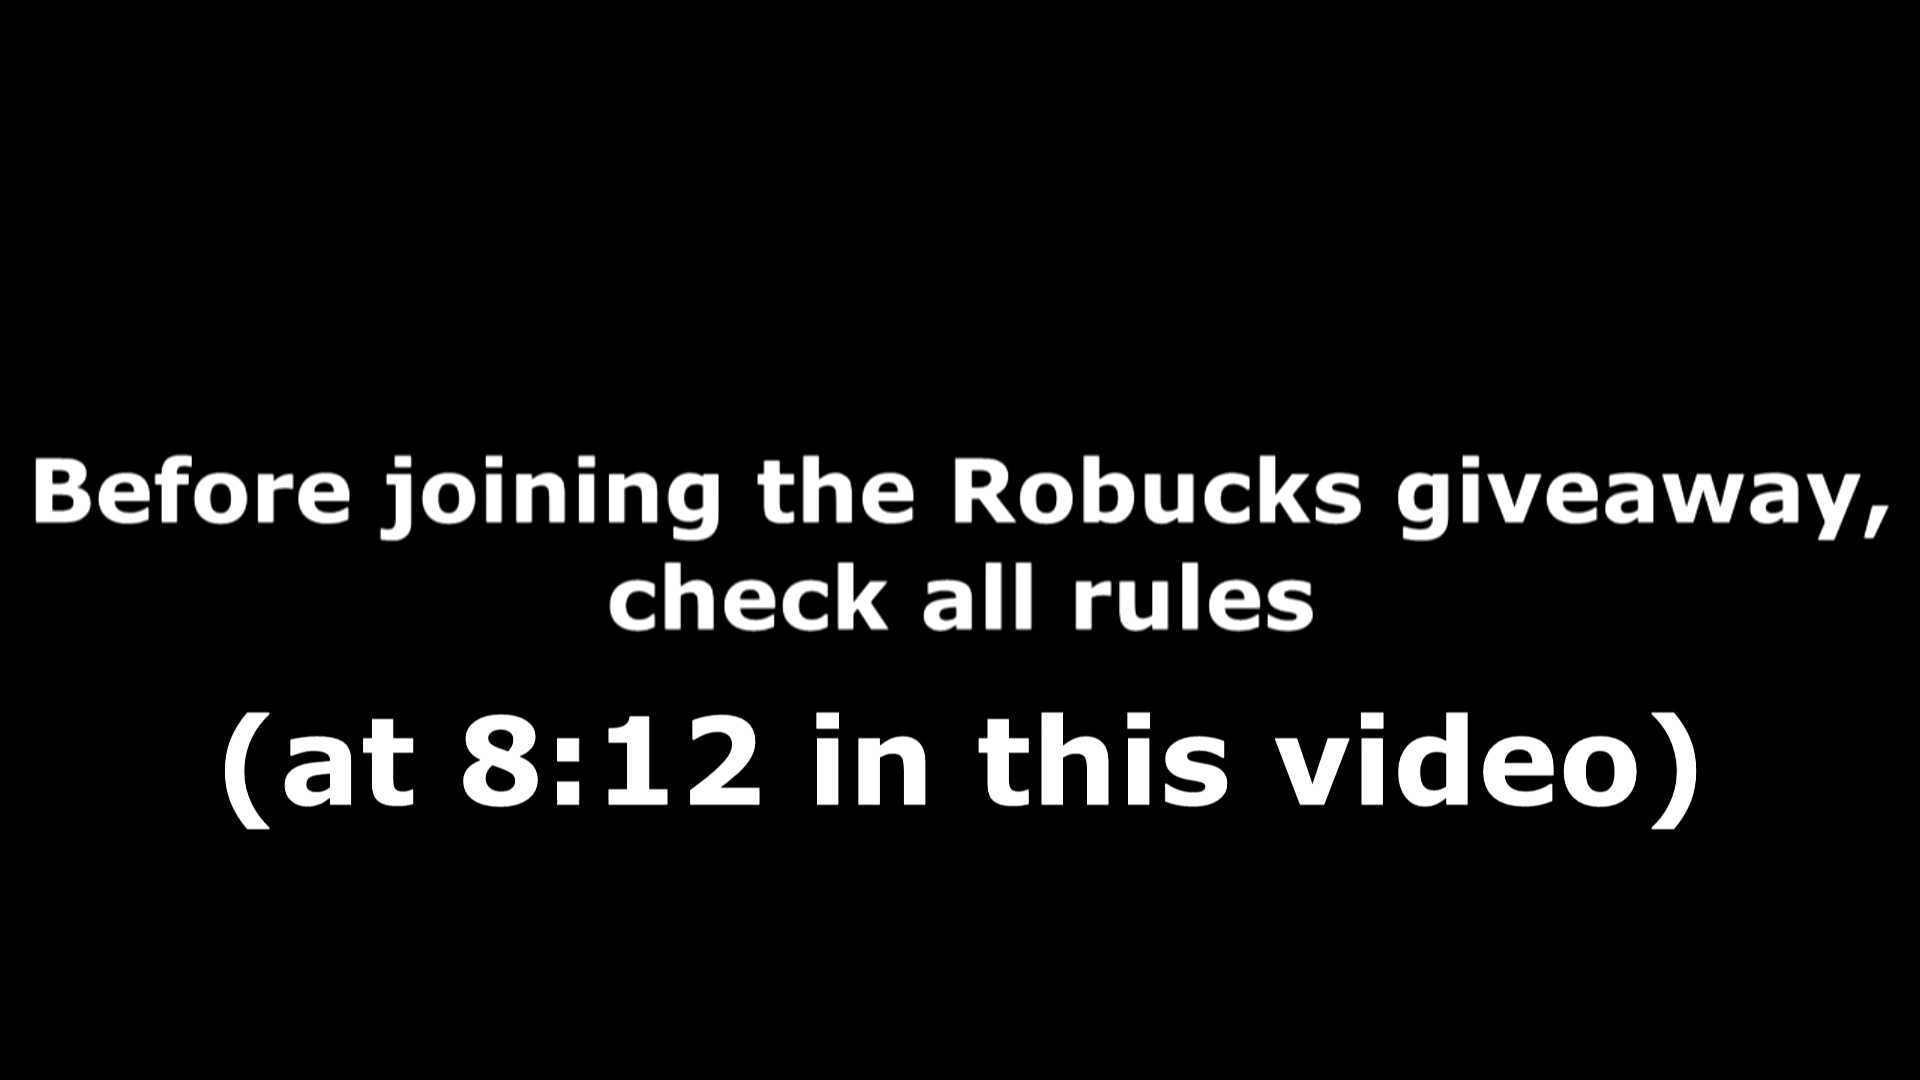 Before joining the Robucks giveaway,
check all rules
(at 8:12 in this video)